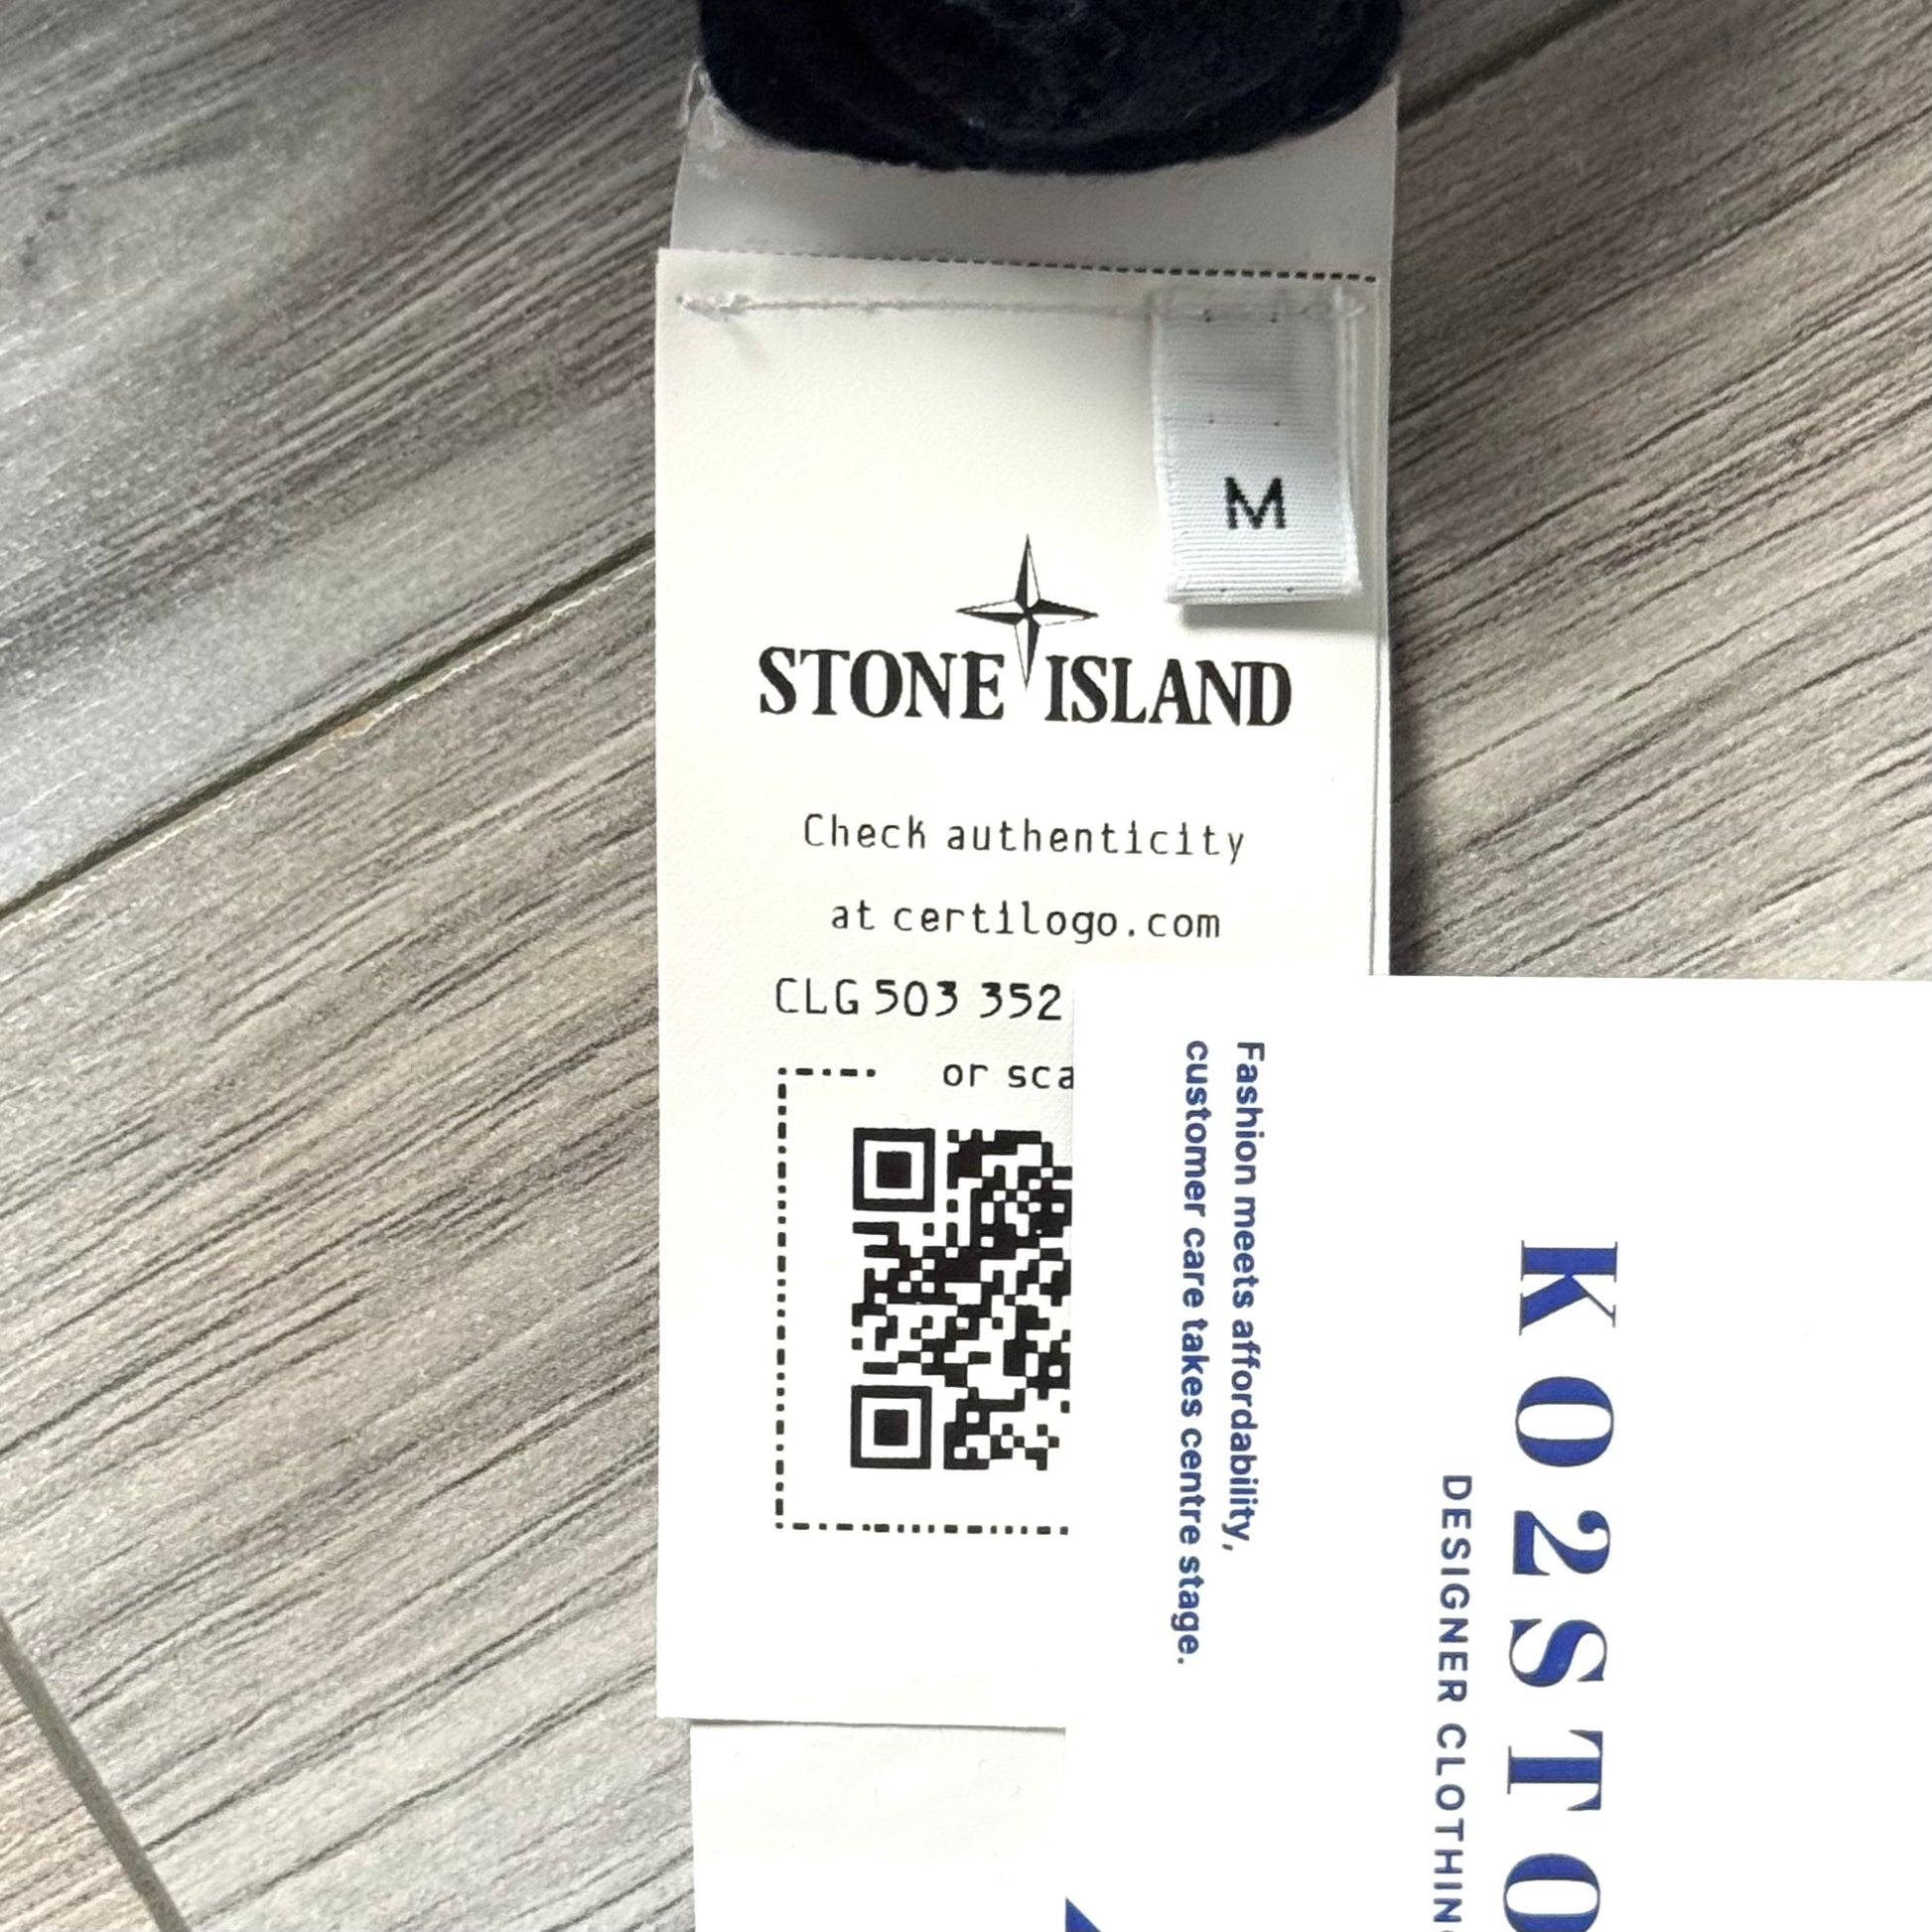 M
STONE ISLAND
Check authenticity
at certilogo.com
CLG 503 352
or sca
Fashion meets affordability,
customer care takes centre stage.
KO2STO
DESIGNER CLOTHIN